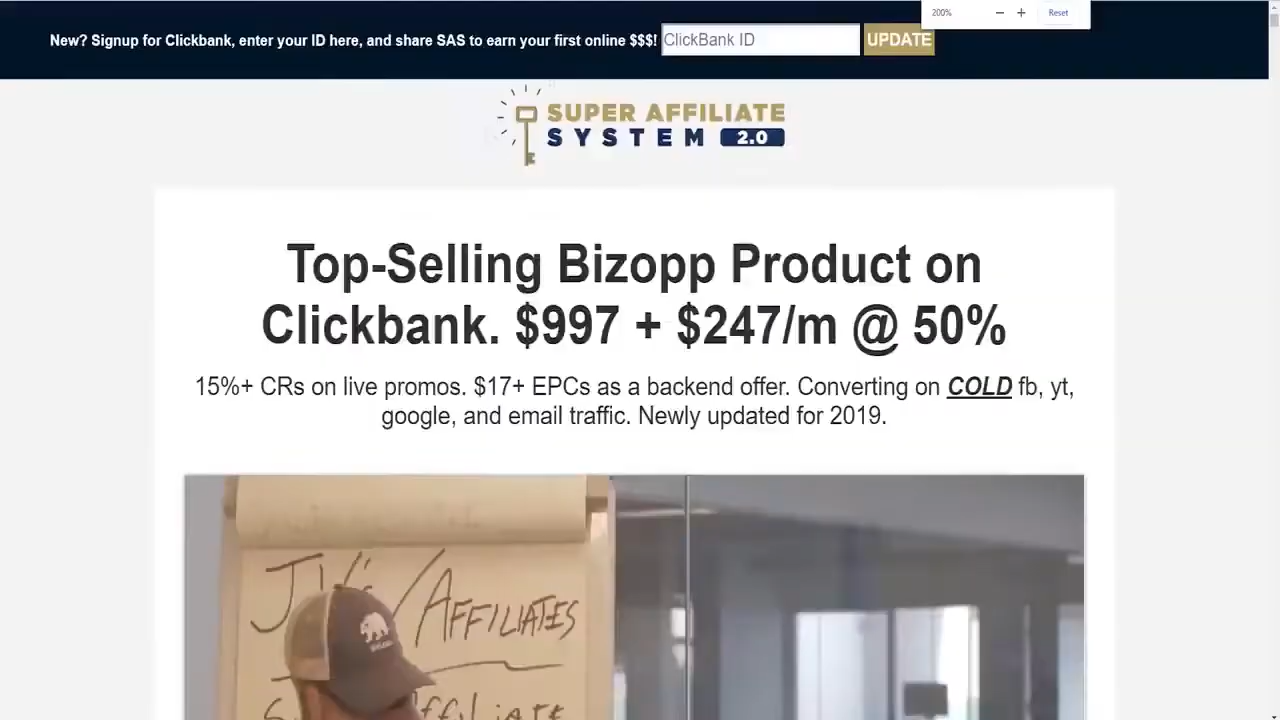 200%
Reset
New? Signup for Clickbank, enter your ID here, and share SAS to earn your first online $$$! ClickBank ID UPDATE
SUPER AFFILIATE
SYSTEM 2.0
Top-Selling Bizopp Product on
Clickbank. $997 + $247/m @ 50%
15%+ CRs on live promos. $17+ EPCs as a backend offer. Converting on COLD fb, yt,
google, and email traffic. Newly updated for 2019.
JV's/AFFILIATES